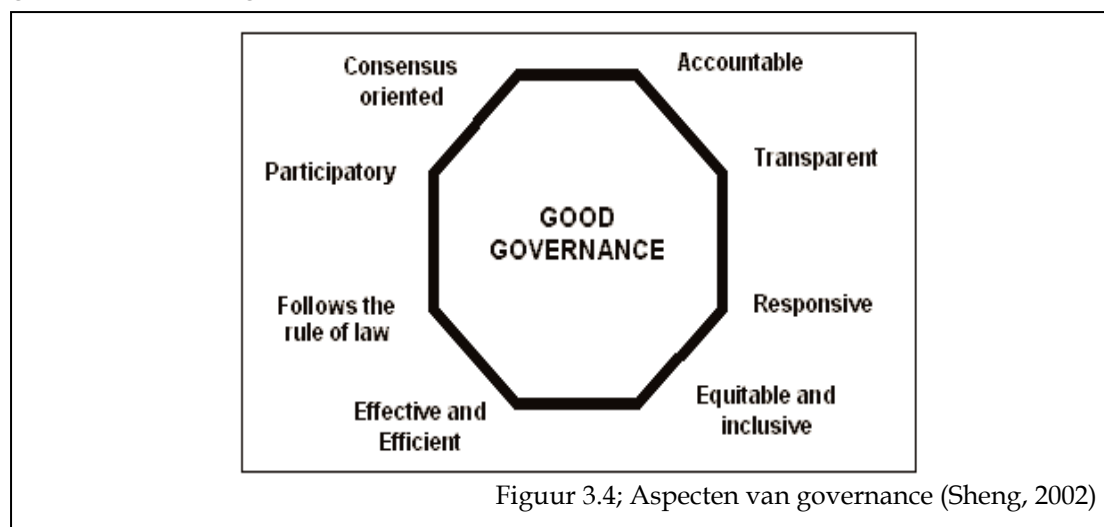 Consensus
oriented
Accountable
Participatory
Transparent
GOOD
GOVERNANCE
Follows the
rule of law
Responsive
Effective and
Efficient
Equitable and
inclusive
Figuur 3.4; Aspecten van governance (Sheng, 2002)